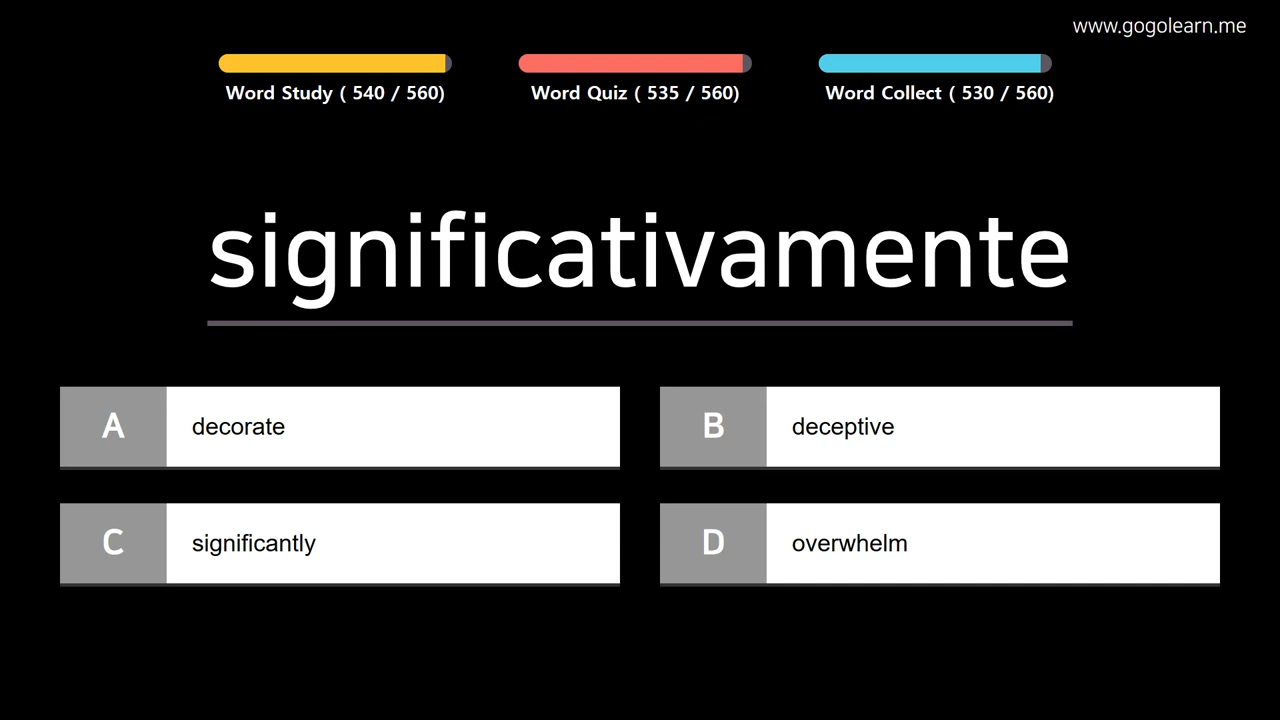 www.gogolearn.me
Word Study ( 540 / 560)
Word Quiz ( 535 / 560)
Word Collect ( 530 / 560)
significativamente
A decorate
B deceptive
C significantly
D overwhelm